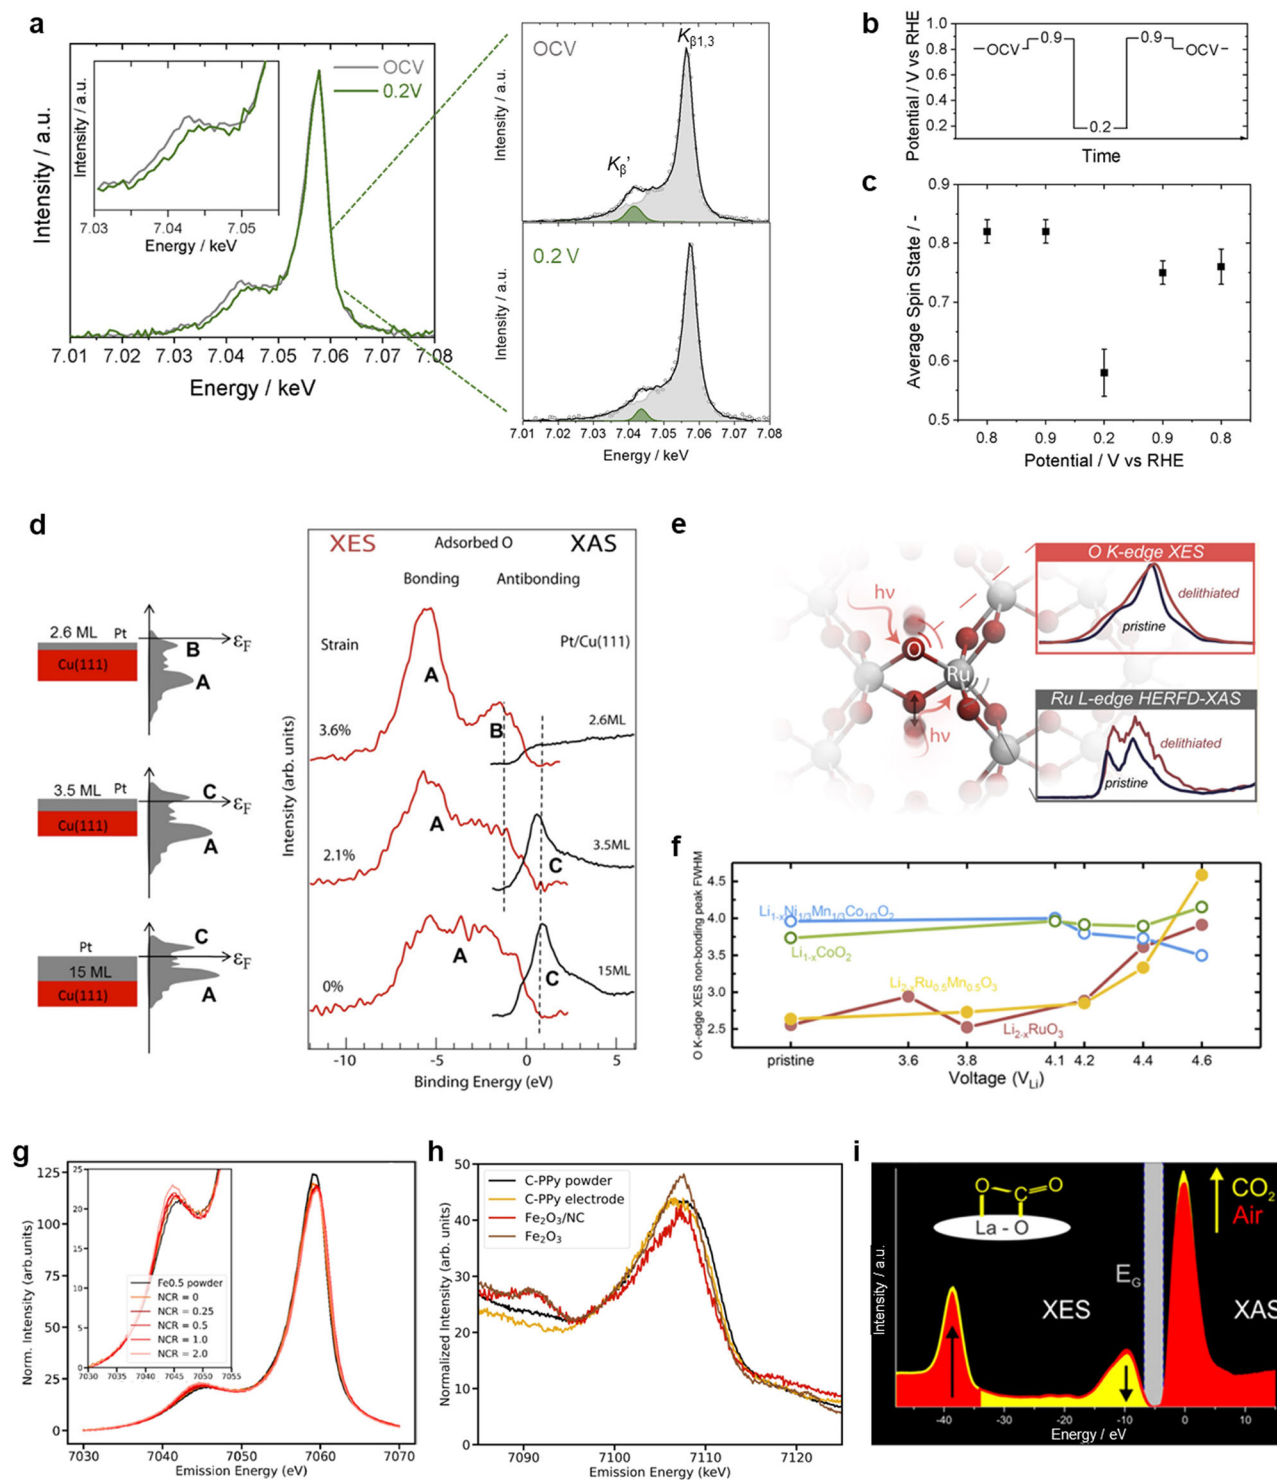 a
Intensity / a.u.
OCV
0.2V
Intensity / a.u.
7.03 7.04 7.05
Energy / keV
7.01 7.02 7.03 7.04 7.05 7.06 7.07 7.08
Energy / keV
OCV
Kβ1,3
Kβ'
Intensity / a.u.
0.2 V
Intensity / a.u.
7.01 7.02 7.03 7.04 7.05 7.06 7.07 7.08
Energy / keV
b
Potential / V vs RHE
1.0
0.8
0.6
0.4
0.2
OCV 0.9 0.2 0.9 OCV
Time
c
Average Spin State / -
0.9
0.8
0.7
0.6
0.5
0.8 0.9 0.2 0.9 0.8
Potential / V vs RHE
d
2.6 ML Pt
Cu(111)
B
εF
A
3.5 ML Pt
Cu(111)
C
εF
A
Pt
15 ML
Cu(111)
C
εF
A
XES Adsorbed O XAS
Bonding Antibonding
Strain
Pt/Cu(111)
Intensity (arb. units)
A
B
3.6%
2.6ML
A
2.1%
3.5ML
C
A
0%
15ML
C
-10 -5 0 5
Binding Energy (eV)
e
hν
O
Ru
hν
O K-edge XES
delithiated
pristine
Ru L-edge HERFD-XAS
delithiated
pristine
f
O K-edge XES non-bonding peak FWHM
4.5
4.0
3.5
3.0
2.5
Li1-xNi1/3Mn1/3Co1/3O2
Li1-xCoO2
Li2-xRu0.5Mn0.5O3
Li2-xRuO3
pristine 3.6 3.8 4.1 4.2 4.4 4.6
Voltage (VLi)
g
Norm. Intensity (arb.units)
125
100
75
50
25
0
25
20
15
10
5
0
Fe0.5 powder
NCR = 0
NCR = 0.25
NCR = 0.5
NCR = 1.0
NCR = 2.0
7030 7035 7040 7045 7050 7055
7030 7040 7050 7060 7070
Emission Energy (eV)
h
Normalized Intensity (arb.units)
50
40
30
20
10
0
C-PPy powder
C-PPy electrode
Fe2O3/NC
Fe2O3
7090 7100 7110 7120
Emission Energy (keV)
i
Intensity / a.u.
O C O
La - O
CO2
Air
EG
XES
XAS
-40 -30 -20 -10 0 10
Energy / eV